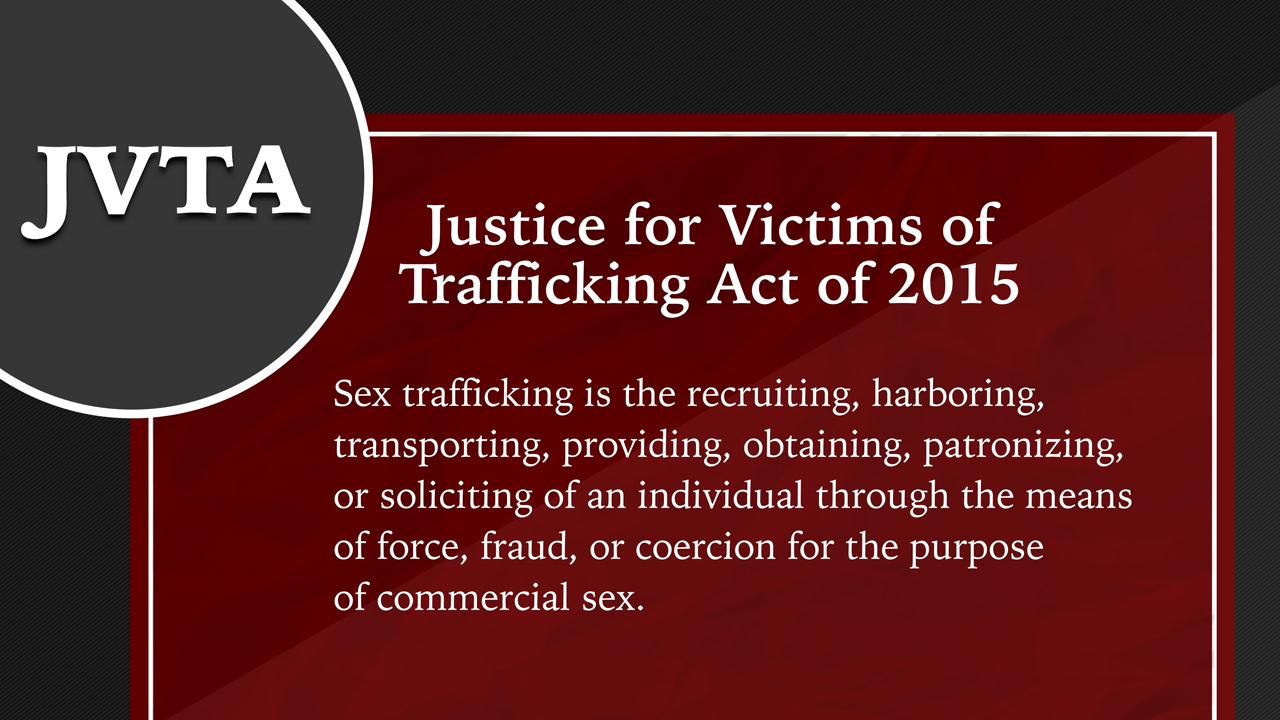 JVTA
Justice for Victims of
Trafficking Act of 2015
Sex trafficking is the recruiting, harboring,
transporting, providing, obtaining, patronizing,
or soliciting of an individual through the means
of force, fraud, or coercion for the purpose
of commercial sex.